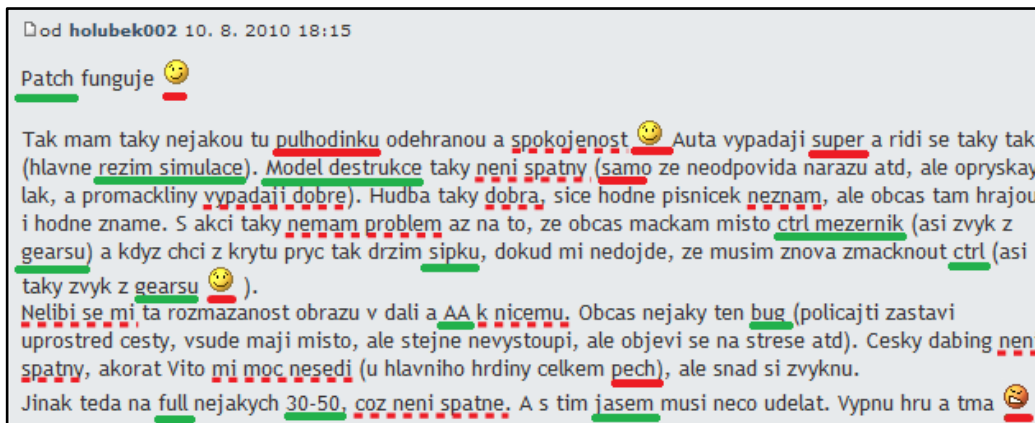 od holubek002 10. 8. 2010 18:15
Patch funguje
Tak mam taky nejakou tu pulhodinku odehranou a spokojenost Auta vypadaji super a ridi se taky tak
(hlavne rezim simulace). Model destrukce taky neni spatny (samo ze neodpovida narazu atd, ale opryskay
lak, a promackliny vypadaji dobre). Hudba taky dobra, sice hodne pisnicek neznam, ale obcas tam hrajou
i hodne zname. S akci taky nemam problem az na to, ze obcas mackam misto ctrl mezernik (asi zvyk z
gearsu) a kdyz chci z krytu pryc tak drzim sipku, dokud mi nedojde, ze musim znova zmacknout ctrl (asi
taky zvyk z gearsu ).
Nelibi se mi ta rozmazanost obrazu v dali a AA k nicemu. Obcas nejaky ten bug (policajti zastavi
uprostred cesty, vsude maji misto, ale stejne nevystoupi, ale objevi se na strese atd). Cesky dabing nen
spatny, akorat Vito mi moc nesedi (u hlavniho hrdiny celkem pech), ale snad si zvyknu.
Jinak teda na full nejakych 30-50, coz neni spatne. A s tim jasem musi neco udelat. Vypnu hru a tma